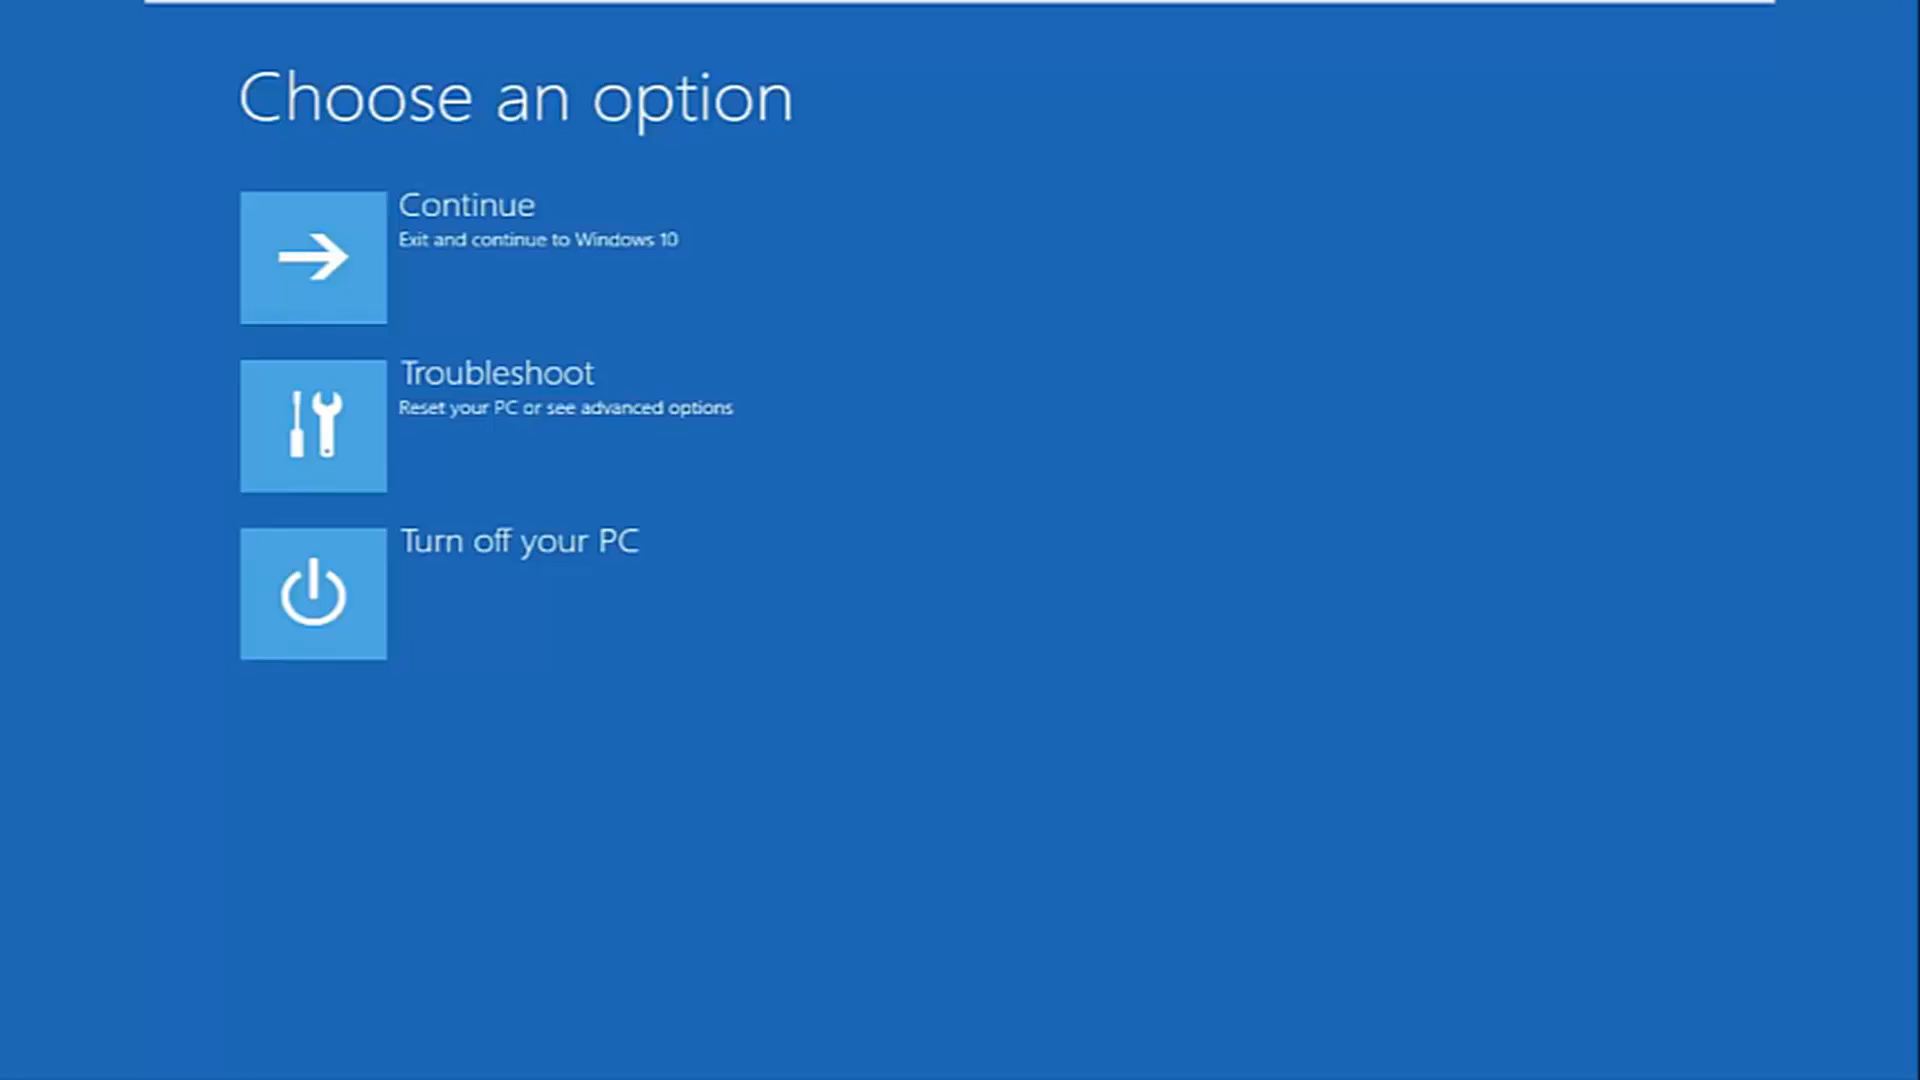 Choose an option
Continue
Exit and continue to Windows 10
Troubleshoot
Reset your PC or see advanced options
Turn off your PC